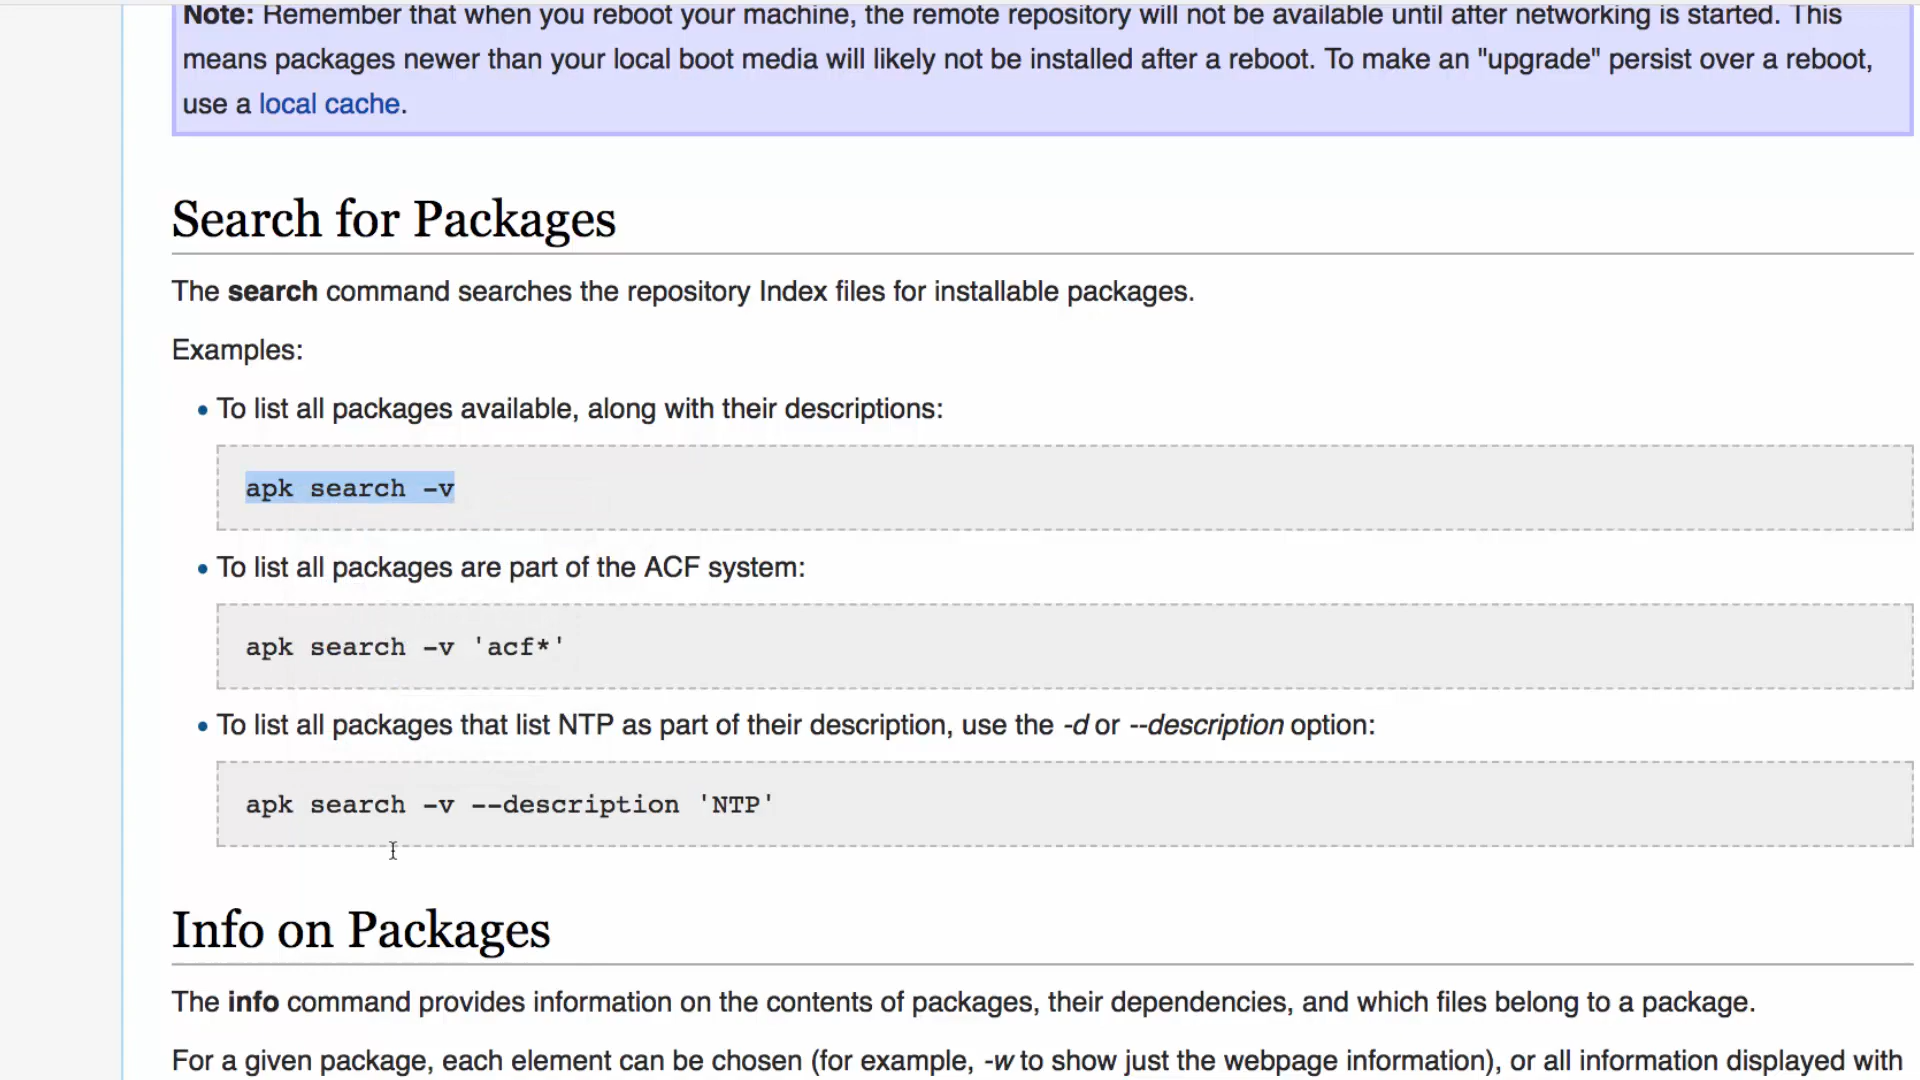 Note: Remember that when you reboot your machine, the remote repository will not be available until after networking is started. This
means packages newer than your local boot media will likely not be installed after a reboot. To make an "upgrade" persist over a reboot,
use a local cache.
Search for Packages
The search command searches the repository Index files for installable packages.
Examples:
• To list all packages available, along with their descriptions:
apk search -v
• To list all packages are part of the ACF system:
apk search -v 'acf*'
• To list all packages that list NTP as part of their description, use the -d or --description option:
apk search -v --description 'NTP'
Info on Packages
The info command provides information on the contents of packages, their dependencies, and which files belong to a package.
For a given package, each element can be chosen (for example, -w to show just the webpage information), or all information displayed with